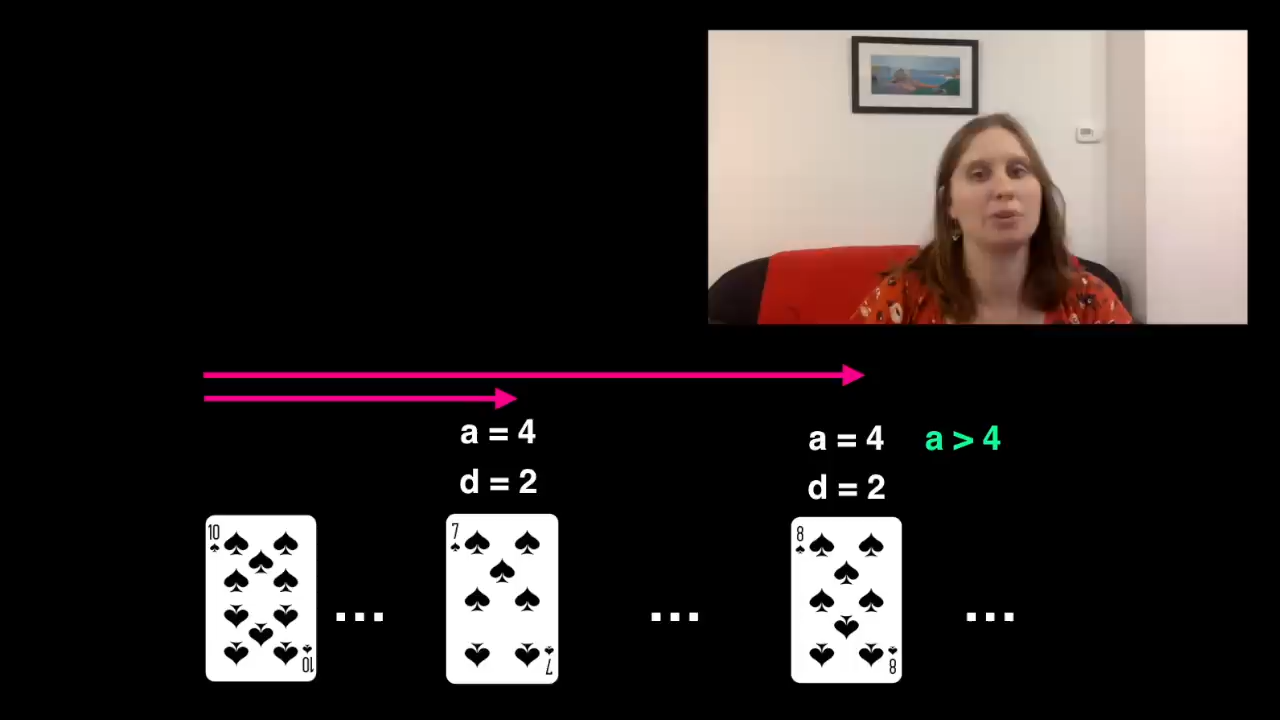 a = 4
d = 2
a = 4 a > 4
d = 2
10
10
...
7
7
...
8
8
...